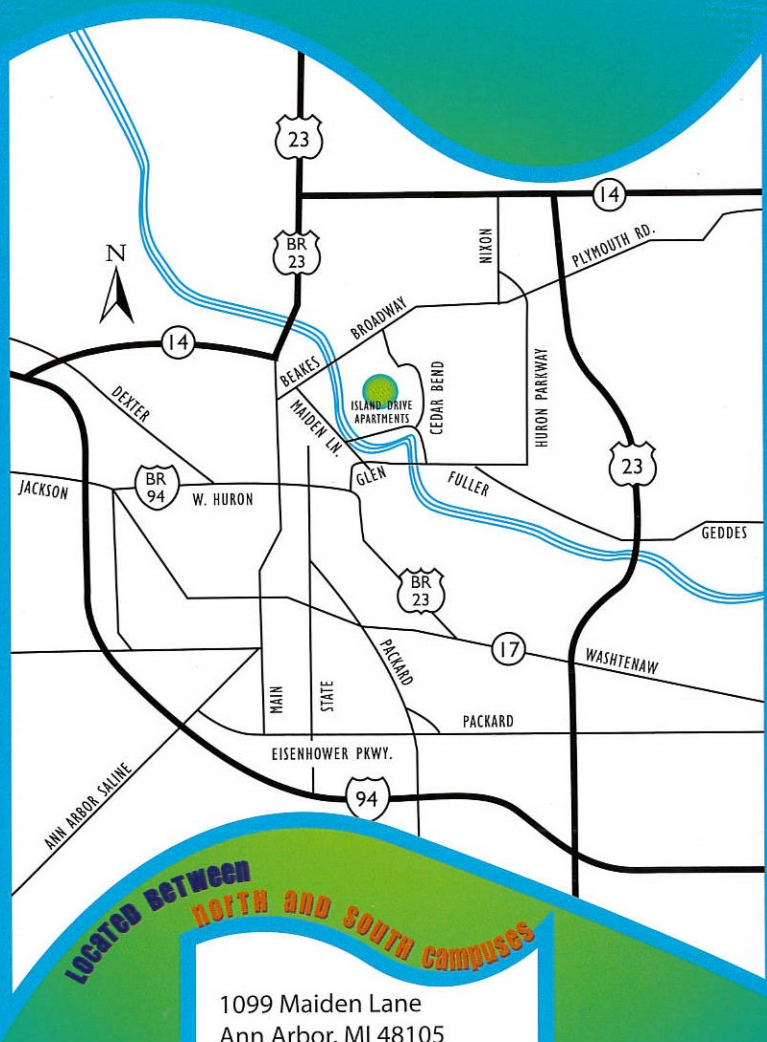 23
14
BR
23
N
NIXON
PLYMOUTH RD.
BROADWAY
14
BEAKES
CEDAR BEND
HURON PARKWAY
ISLAND DRIVE
APARTMENTS
DEXTER
MAIDEN LN.
23
JACKSON
BR
94
W. HURON
GLEN
FULLER
GEDDES
BR
23
17
WASHTENAW
PACKARD
MAIN
STATE
PACKARD
EISENHOWER PKWY.
94
ANN ARBOR SALINE
LOCATED BETWEEN
NORTH AND SOUTH CAMPUSES
1099 Maiden Lane
Ann Arbor, MI 48105